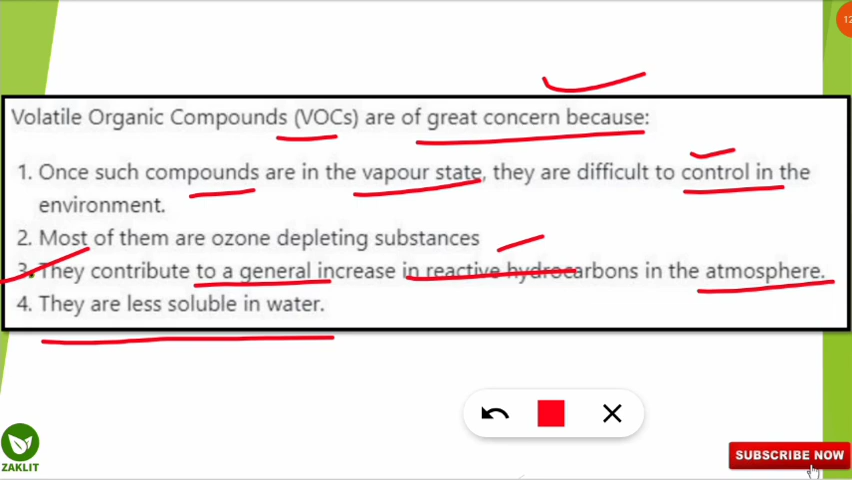 12
Volatile Organic Compounds (VOCs) are of great concern because:
1. Once such compounds are in the vapour state, they are difficult to control in the
environment.
2. Most of them are ozone depleting substances
3. They contribute to a general increase in reactive hydrocarbons in the atmosphere.
4. They are less soluble in water.
ZAKLIT
SUBSCRIBE NOW